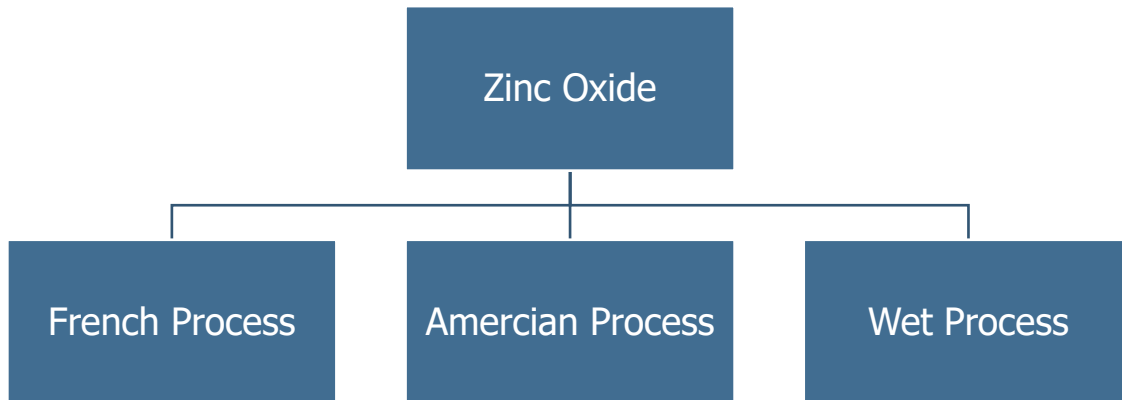 Zinc Oxide
French Process
Amercian Process
Wet Process